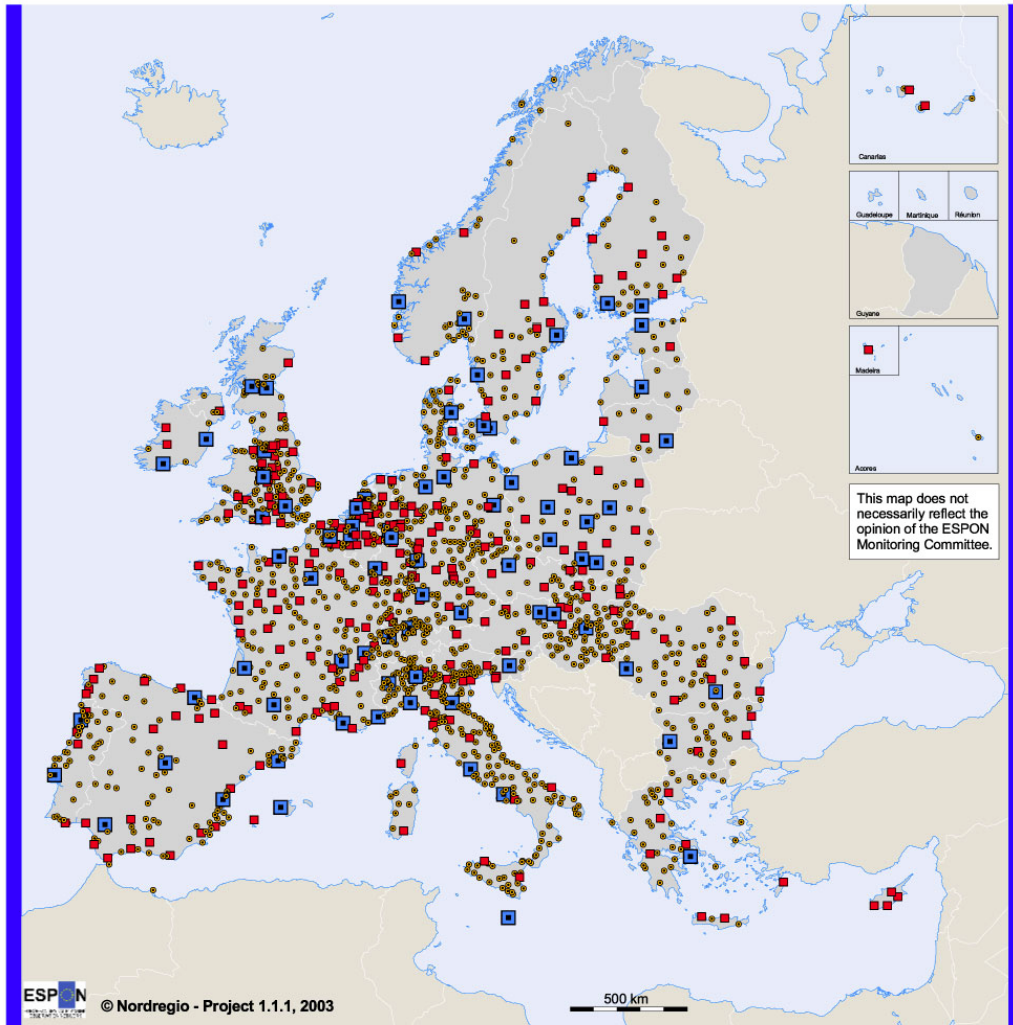 Canarias
Guadeloupe
Martinique
Réunion
Guyane
Madeira
Acores
This map does not
necessarily reflect the
opinion of the ESPON
Monitoring Committee.
ESPON
© Nordregio - Project 1.1.1, 2003
500 km